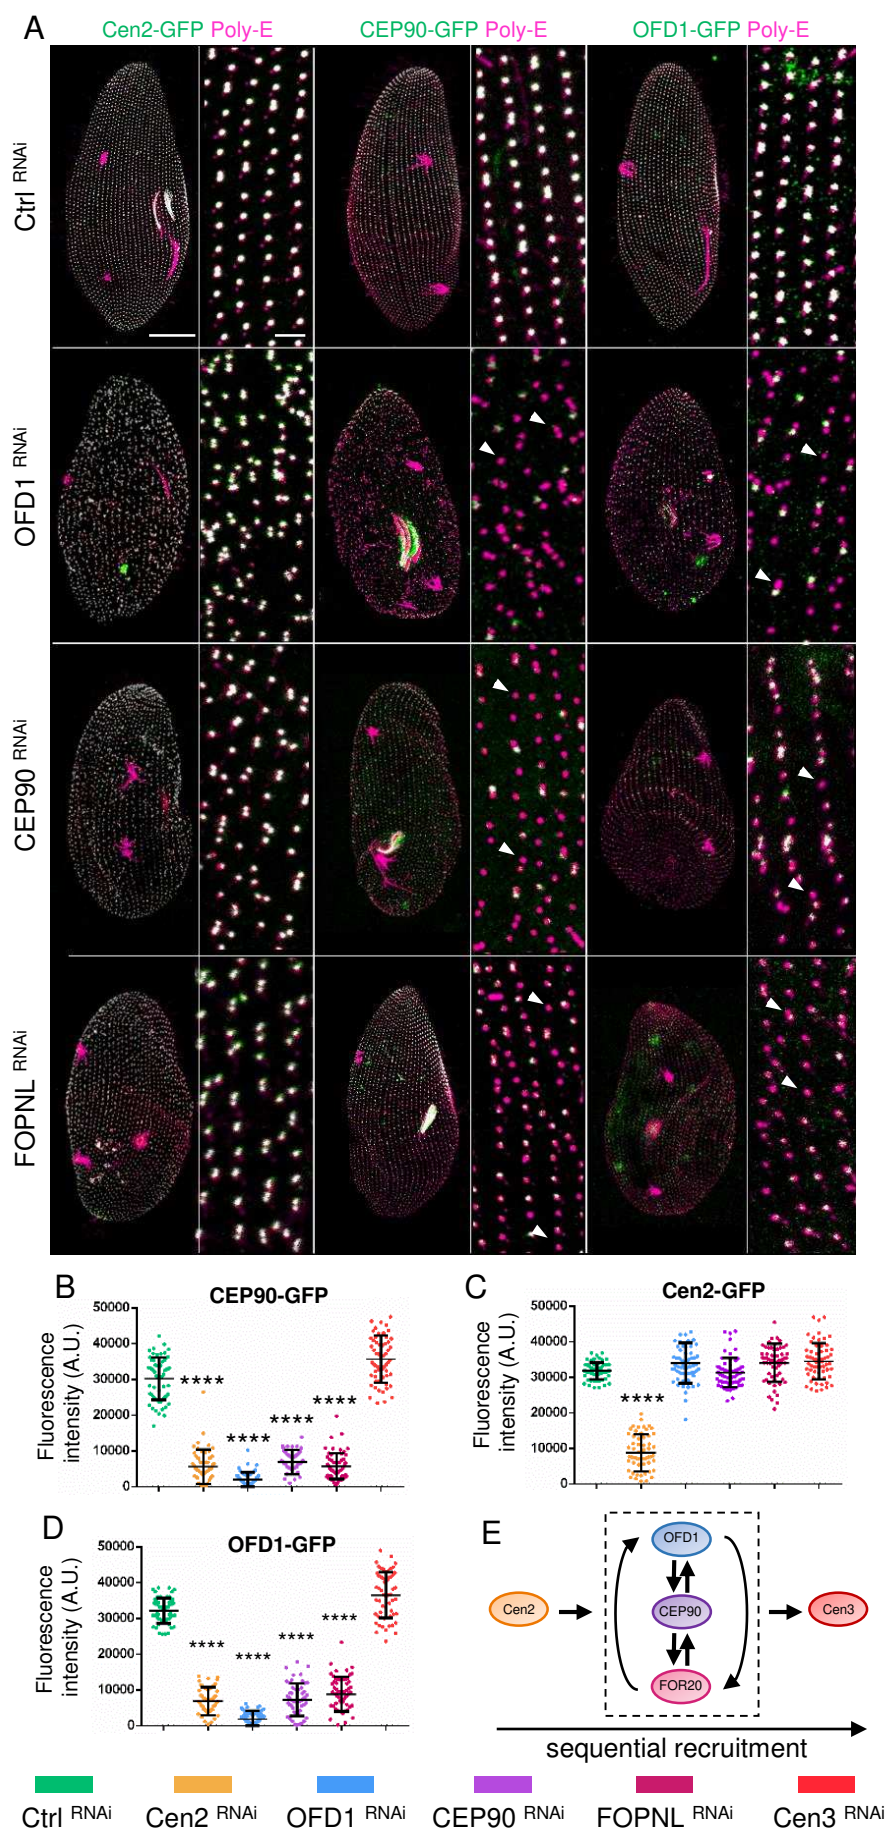 A
Cen2-GFP Poly-E
CEP90-GFP Poly-E
OFD1-GFP Poly-E
Ctrl RNAi
OFD1 RNAi
CEP90 RNAi
FOPNL RNAi
B
CEP90-GFP
Fluorescence
intensity (A.U.)
50000
40000
30000
20000
10000
0
****
****
****
****
C
Cen2-GFP
Fluorescence
intensity (A.U.)
50000
40000
30000
20000
10000
0
****
D
OFD1-GFP
Fluorescence
intensity (A.U.)
50000
40000
30000
20000
10000
0
****
****
****
****
E
OFD1
Cen2
CEP90
Cen3
FOR20
sequential recruitment
Ctrl RNAi
Cen2 RNAi
OFD1 RNAi
CEP90 RNAi
FOPNL RNAi
Cen3 RNAi